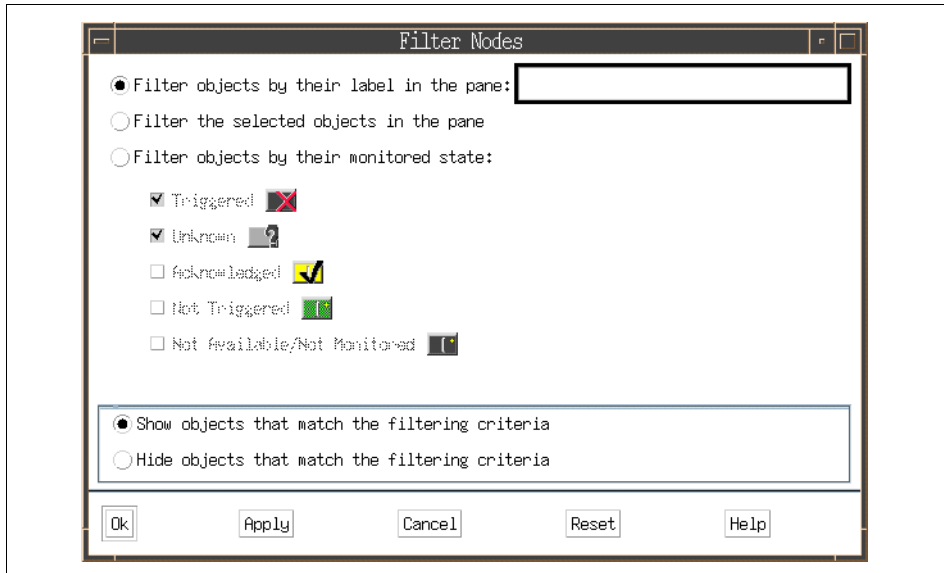 Filter Nodes
Filter objects by their label in the pane:
Filter the selected objects in the pane
Filter objects by their monitored state:
Triggered
Unknown
Acknowledged
Not Triggered
Not Available/Not Monitored
Show objects that match the filtering criteria
Hide objects that match the filtering criteria
Ok Apply Cancel Reset Help